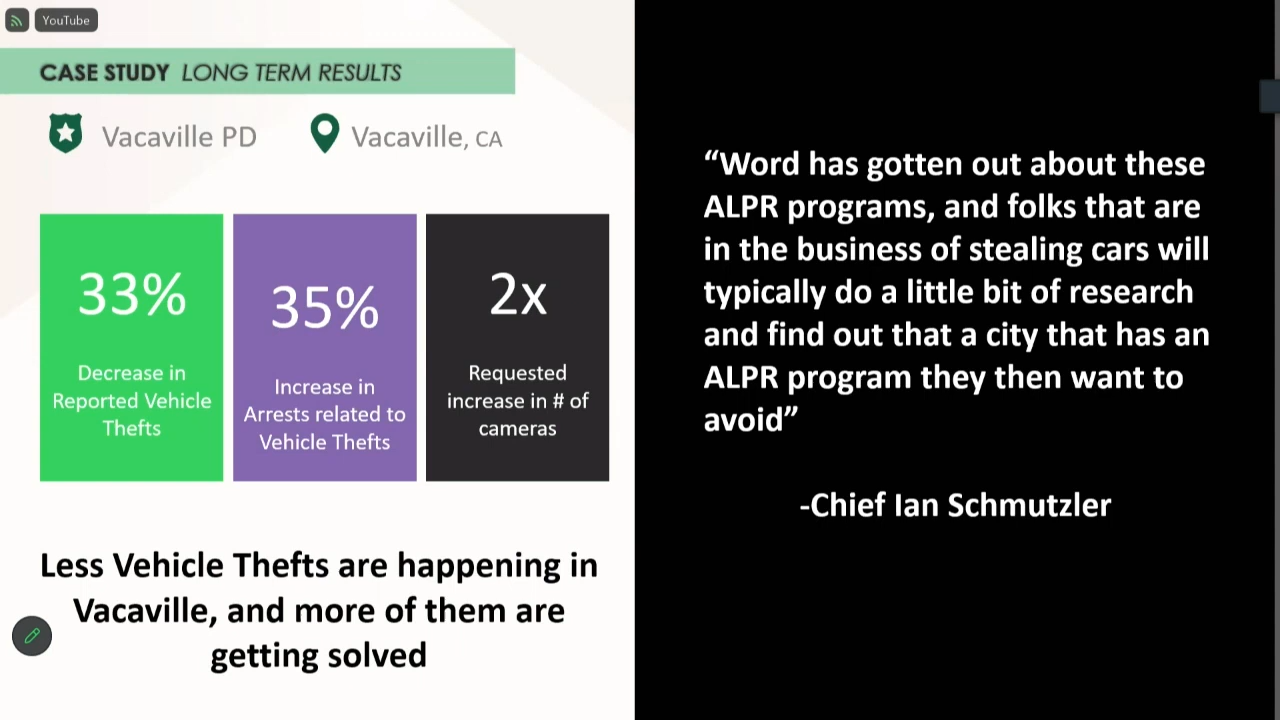 YouTube
CASE STUDY LONG TERM RESULTS
Vacaville PD
Vacaville, CA
33%
Decrease in
Reported Vehicle
Thefts
35%
Increase in
Arrests related to
Vehicle Thefts
2x
Requested
increase in # of
cameras
Less Vehicle Thefts are happening in
Vacaville, and more of them are
getting solved
“Word has gotten out about these
ALPR programs, and folks that are
in the business of stealing cars will
typically do a little bit of research
and find out that a city that has an
ALPR program they then want to
avoid”
-Chief Ian Schmutzler